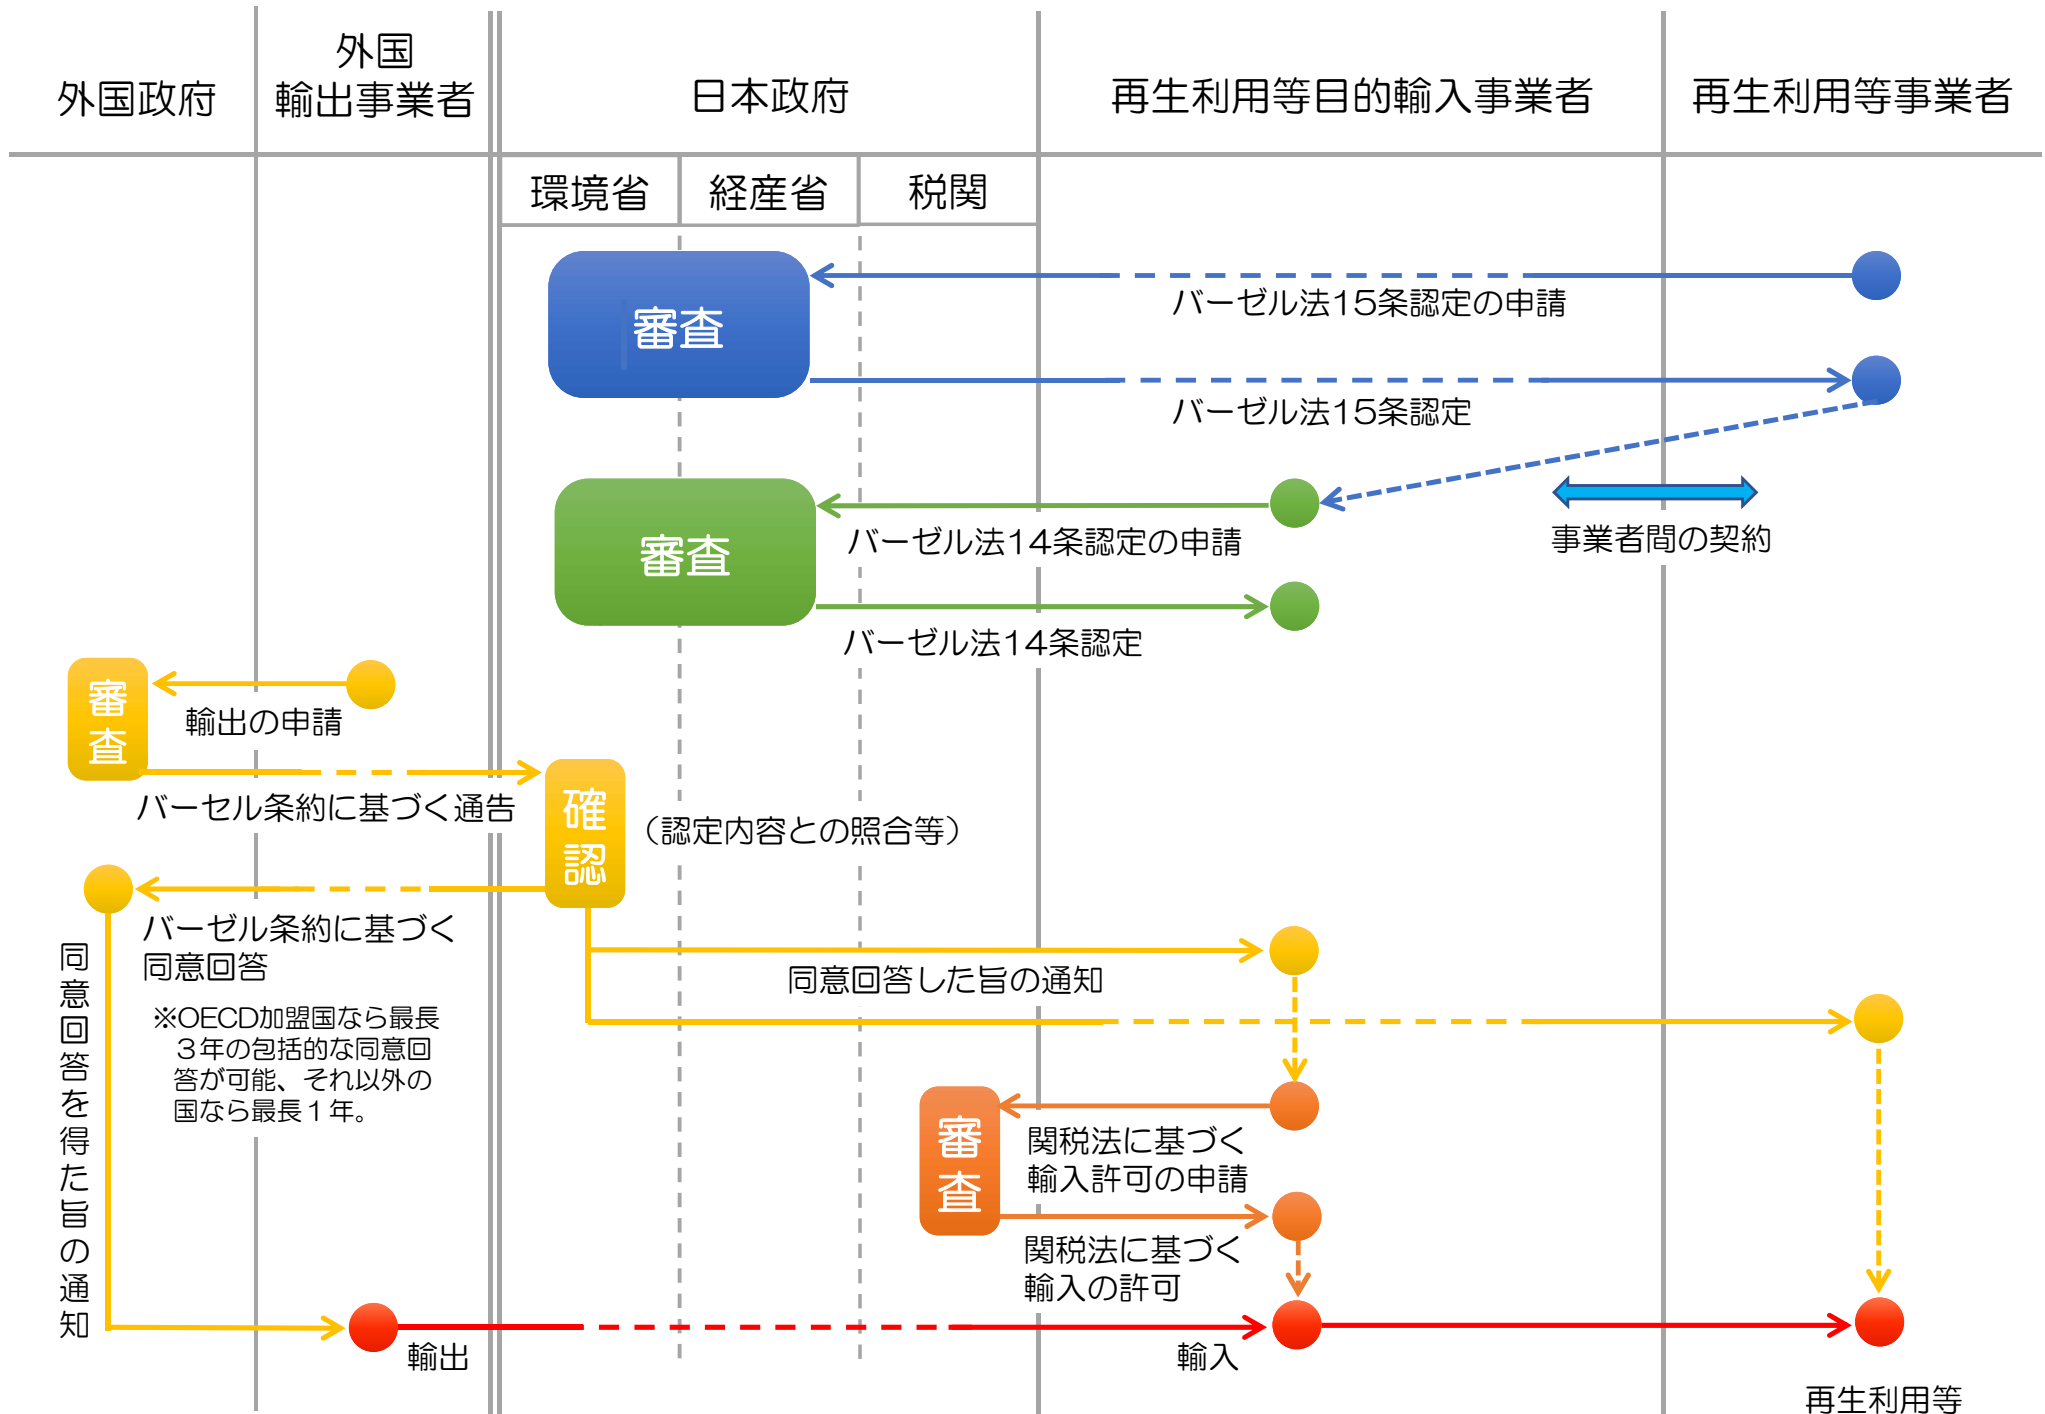 外国政府
外国
輸出事業者
日本政府
再生利用等目的輸入事業者
再生利用等事業者
環境省
経産省
税関
審査
バーゼル法15条認定の申請
バーゼル法15条認定
審査
バーゼル法14条認定の申請
事業者間の契約
バーゼル法14条認定
審査
輸出の申請
バーセル条約に基づく通告
確認
（認定内容との照合等）
バーゼル条約に基づく
同意回答
※OECD加盟国なら最長
３年の包括的な同意回
答が可能、それ以外の
国なら最長１年。
同意回答を得た旨の通知
同意回答した旨の通知
審査
関税法に基づく
輸入許可の申請
関税法に基づく
輸入の許可
輸出
輸入
再生利用等